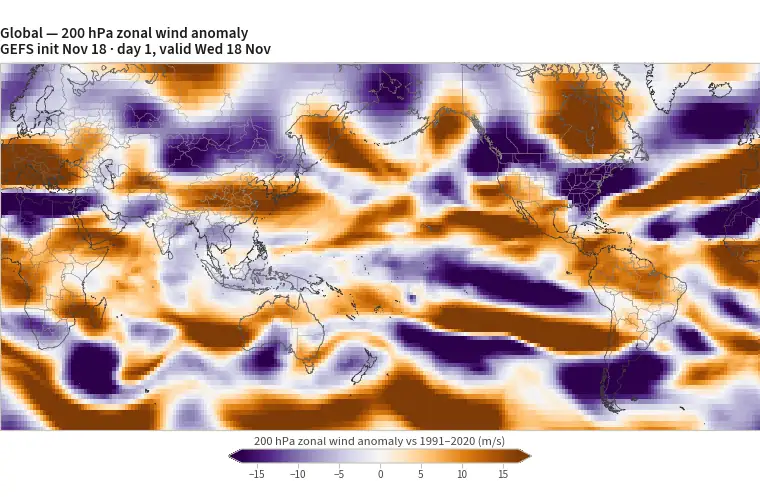 Global — 200 hPa zonal wind anomaly
GEFS init Nov 18 · day 1, valid Wed 18 Nov
200 hPa zonal wind anomaly vs 1991–2020 (m/s)
−15 −10 −5 0 5 10 15